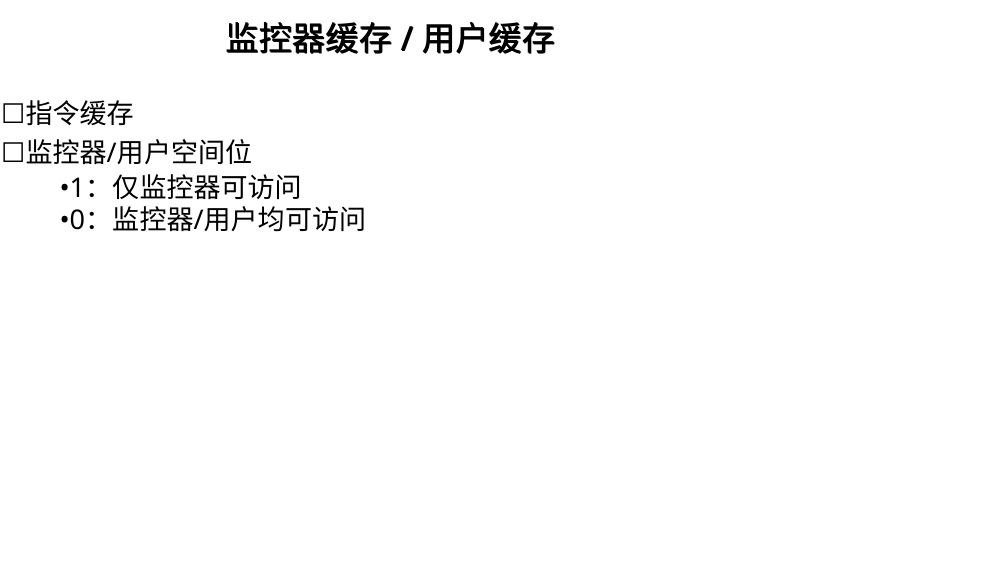 监控器缓存 / 用户缓存
□指令缓存
□监控器/用户空间位
•1：仅监控器可访问
•0：监控器/用户均可访问